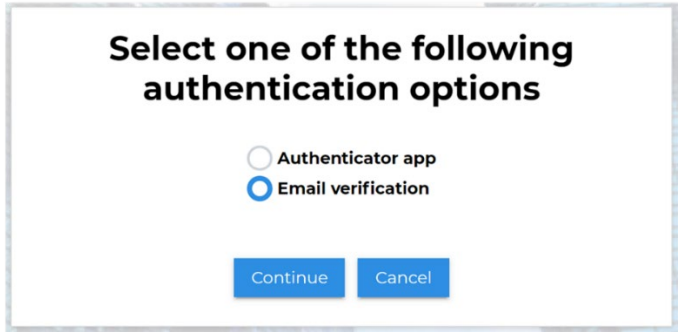 Select one of the following
authentication options
Authenticator app
Email verification
Continue Cancel